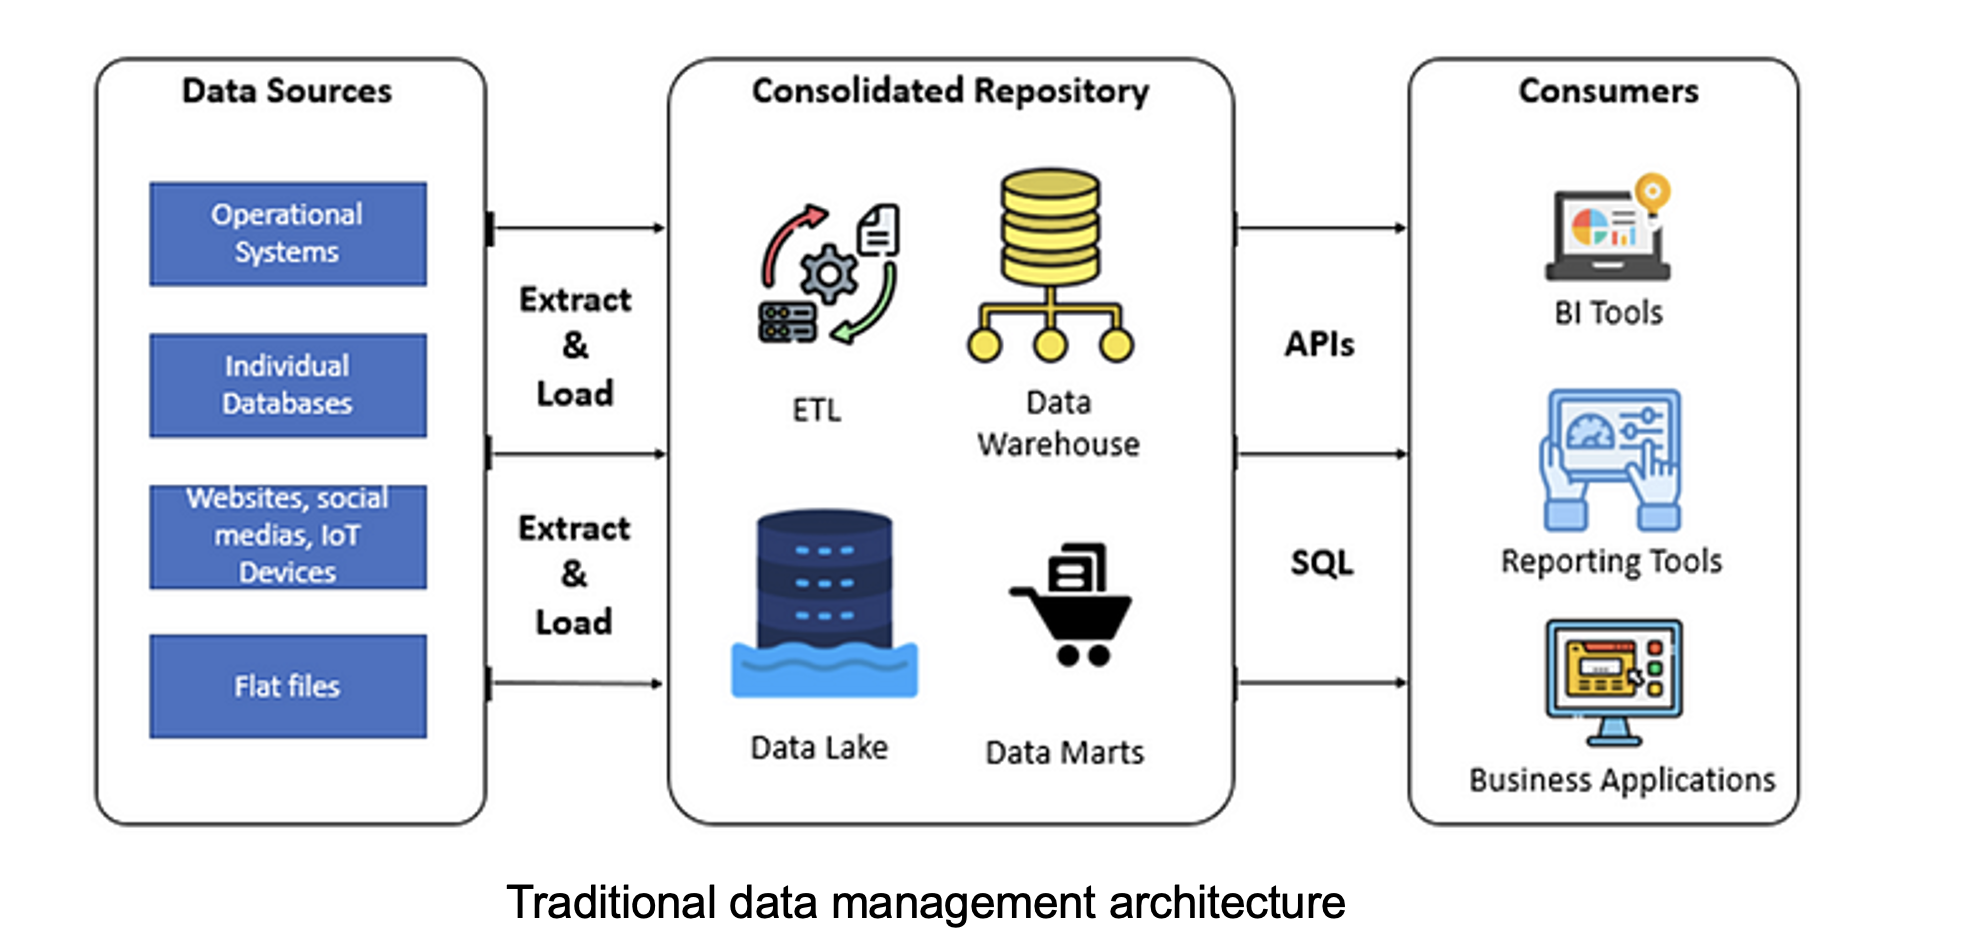 Data Sources
Operational
Systems
Individual
Databases
Websites, social
medias, IoT
Devices
Flat files
Extract
&
Load
Extract
&
Load
Consolidated Repository
ETL
Data
Warehouse
Data Lake
Data Marts
APIs
SQL
Consumers
BI Tools
Reporting Tools
Business Applications
Traditional data management architecture